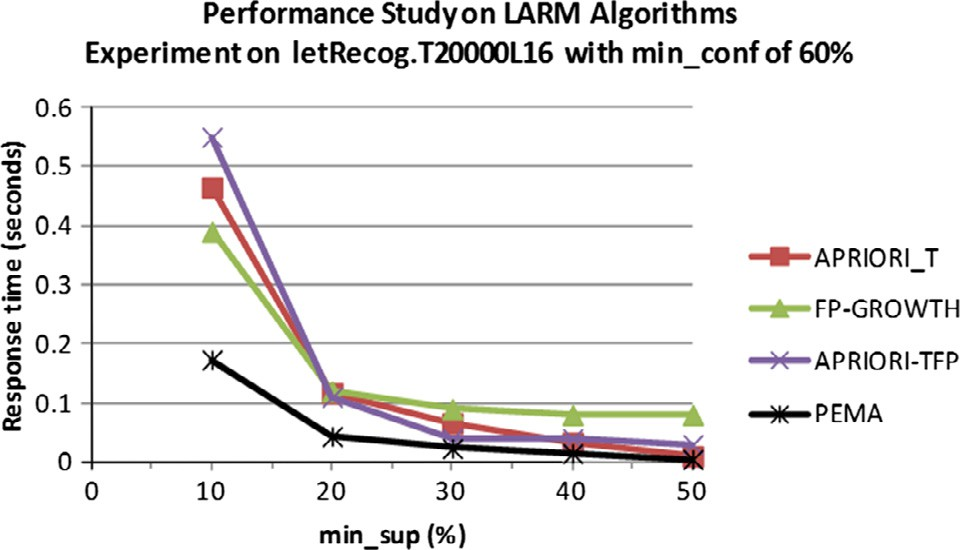 Performance Study on LARM Algorithms
Experiment on letRecog.T20000L16 with min_conf of 60%
Response time (seconds)
0.6
0.5
0.4
0.3
0.2
0.1
0
0 10 20 30 40 50
min_sup (%)
APRIORI_T
FP-GROWTH
APRIORI-TFP
PEMA